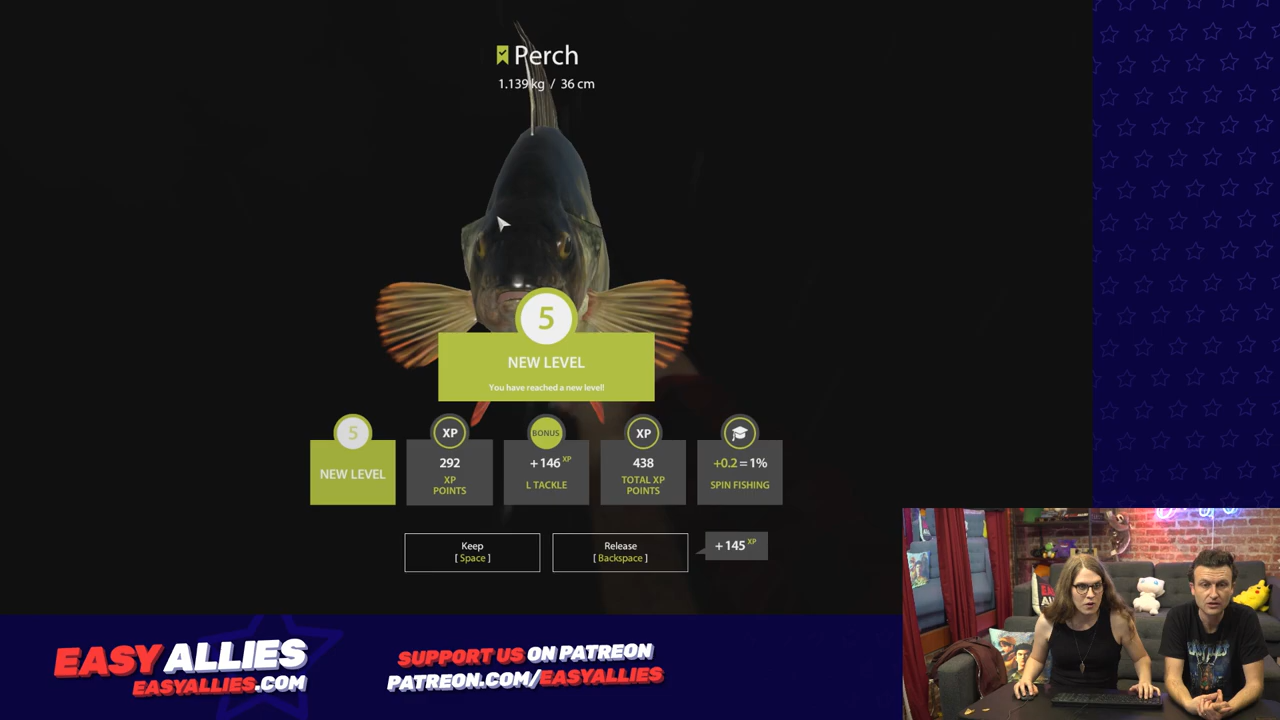 Perch
1.139 kg / 36 cm
5
NEW LEVEL
You have reached a new level!
5
NEW LEVEL
XP
292
XP
POINTS
BONUS
+146 XP
L TACKLE
XP
438
TOTAL XP
POINTS
+0.2 = 1%
SPIN FISHING
Keep
[ Space ]
Release
[ Backspace ]
+145 XP
EASY ALLIES
EASYALLIES.COM
SUPPORT US ON PATREON
PATREON.COM/EASYALLIES